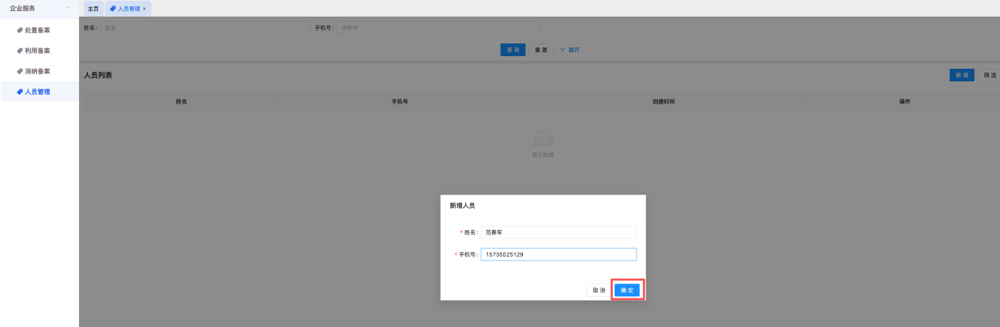 企业服务
主页
人员管理 ×
处置备案
利用备案
消纳备案
人员管理
姓名: 姓名 手机号: 手机号
查 询 重 置 展开
人员列表 新 增 筛 选
姓名 手机号 创建时间 操作
暂无数据
新增人员
* 姓名: 范春军
* 手机号: 15735525129
取 消 确 定